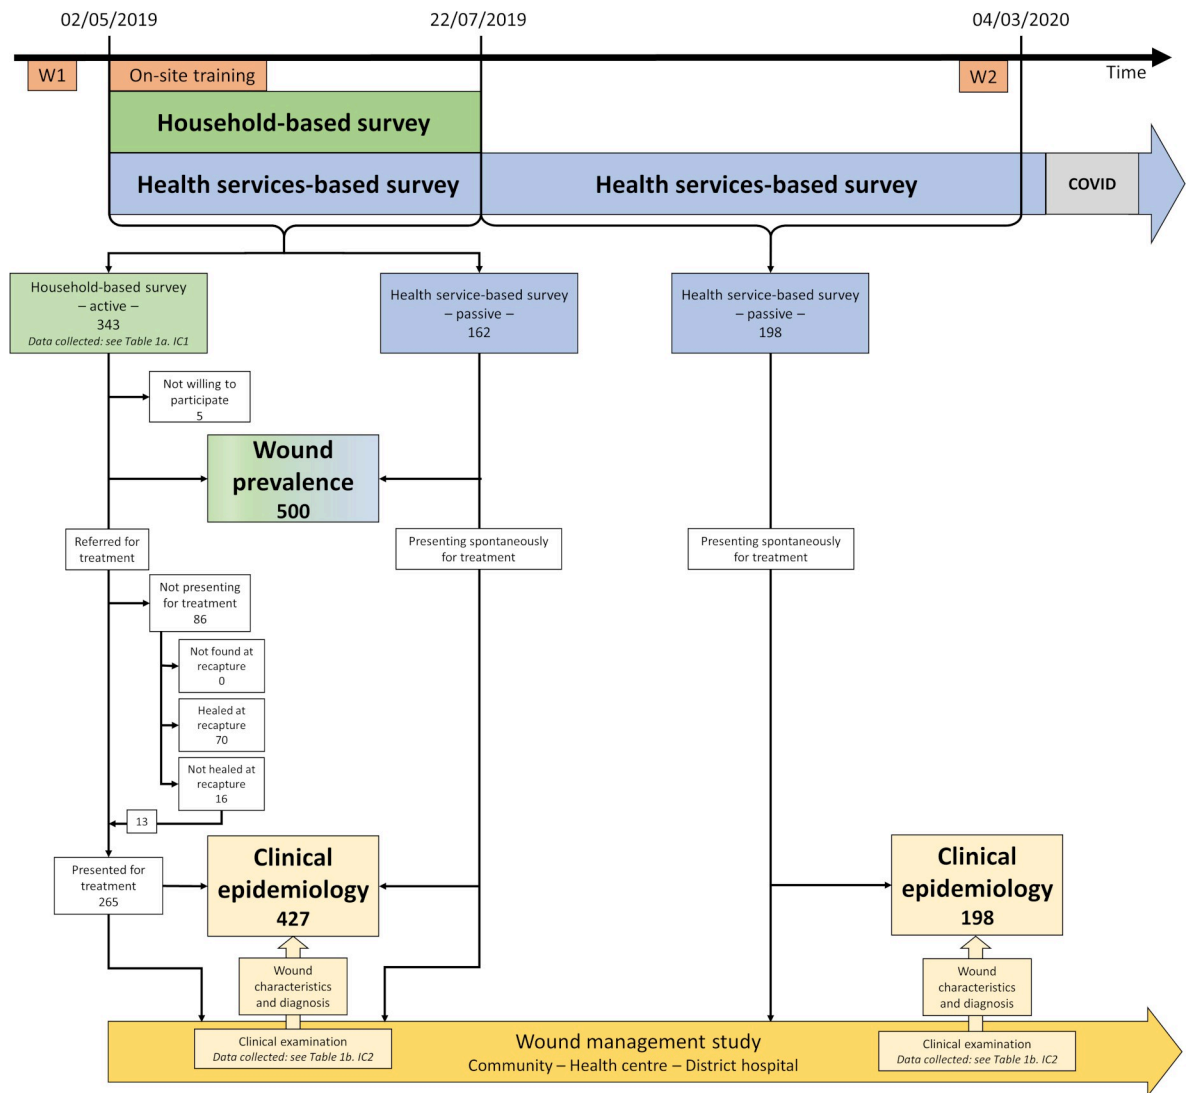 02/05/2019
22/07/2019
04/03/2020
W1
On-site training
W2
Time
Household-based survey
Health services-based survey
Health services-based survey
COVID
Household-based survey
– active –
343
Data collected: see Table 1a. IC1
Health service-based survey
– passive –
162
Health service-based survey
– passive –
198
Not willing to
participate
5
Wound
prevalence
500
Referred for
treatment
Presenting spontaneously
for treatment
Presenting spontaneously
for treatment
Not presenting
for treatment
86
Not found at
recapture
0
Healed at
recapture
70
Not healed at
recapture
16
13
Presented for
treatment
265
Clinical
epidemiology
427
Clinical
epidemiology
198
Wound
characteristics
and diagnosis
Wound
characteristics
and diagnosis
Clinical examination
Data collected: see Table 1b. IC2
Wound management study
Community – Health centre – District hospital
Clinical examination
Data collected: see Table 1b. IC2